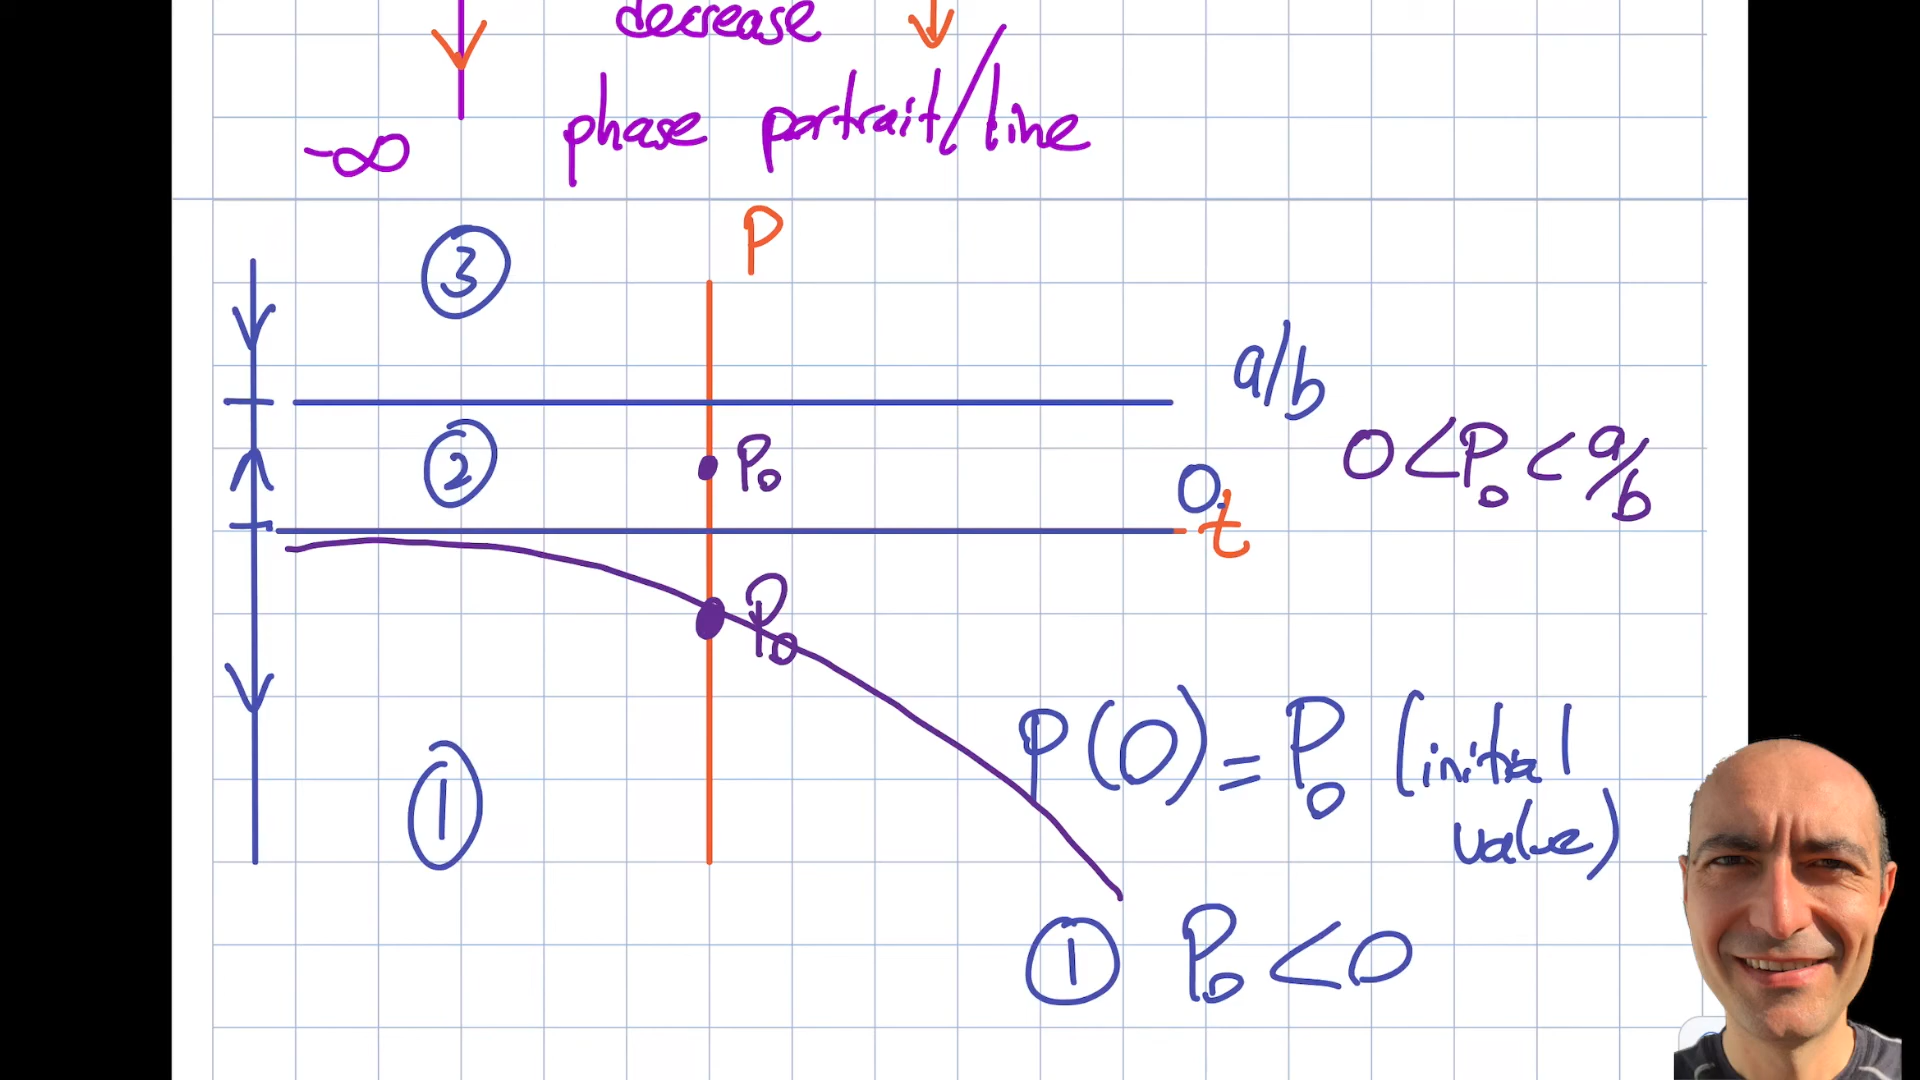 decrease
-∞
phase portrait/line
P
③
a/b
②
P₀
0 < P₀ < a/b
0
t
P₀
P(0) = P₀ (initial
value)
①
① P₀ < 0